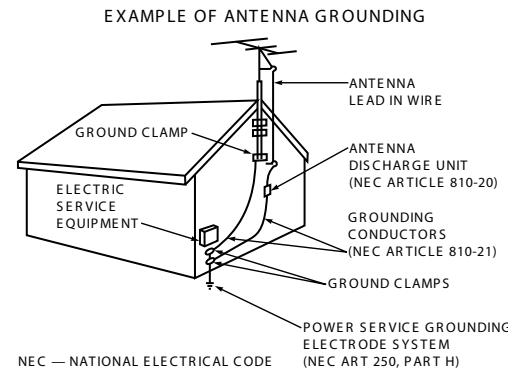 EXAMPLE OF ANTENNA GROUNDING
ANTENNA
LEAD IN WIRE
GROUND CLAMP
ANTENNA
DISCHARGE UNIT
(NEC ARTICLE 810-20)
ELECTRIC
SERVICE
EQUIPMENT
GROUNDING
CONDUCTORS
(NEC ARTICLE 810-21)
GROUND CLAMPS
POWER SERVICE GROUNDING
ELECTRODE SYSTEM
(NEC ART 250, PART H)
NEC — NATIONAL ELECTRICAL CODE